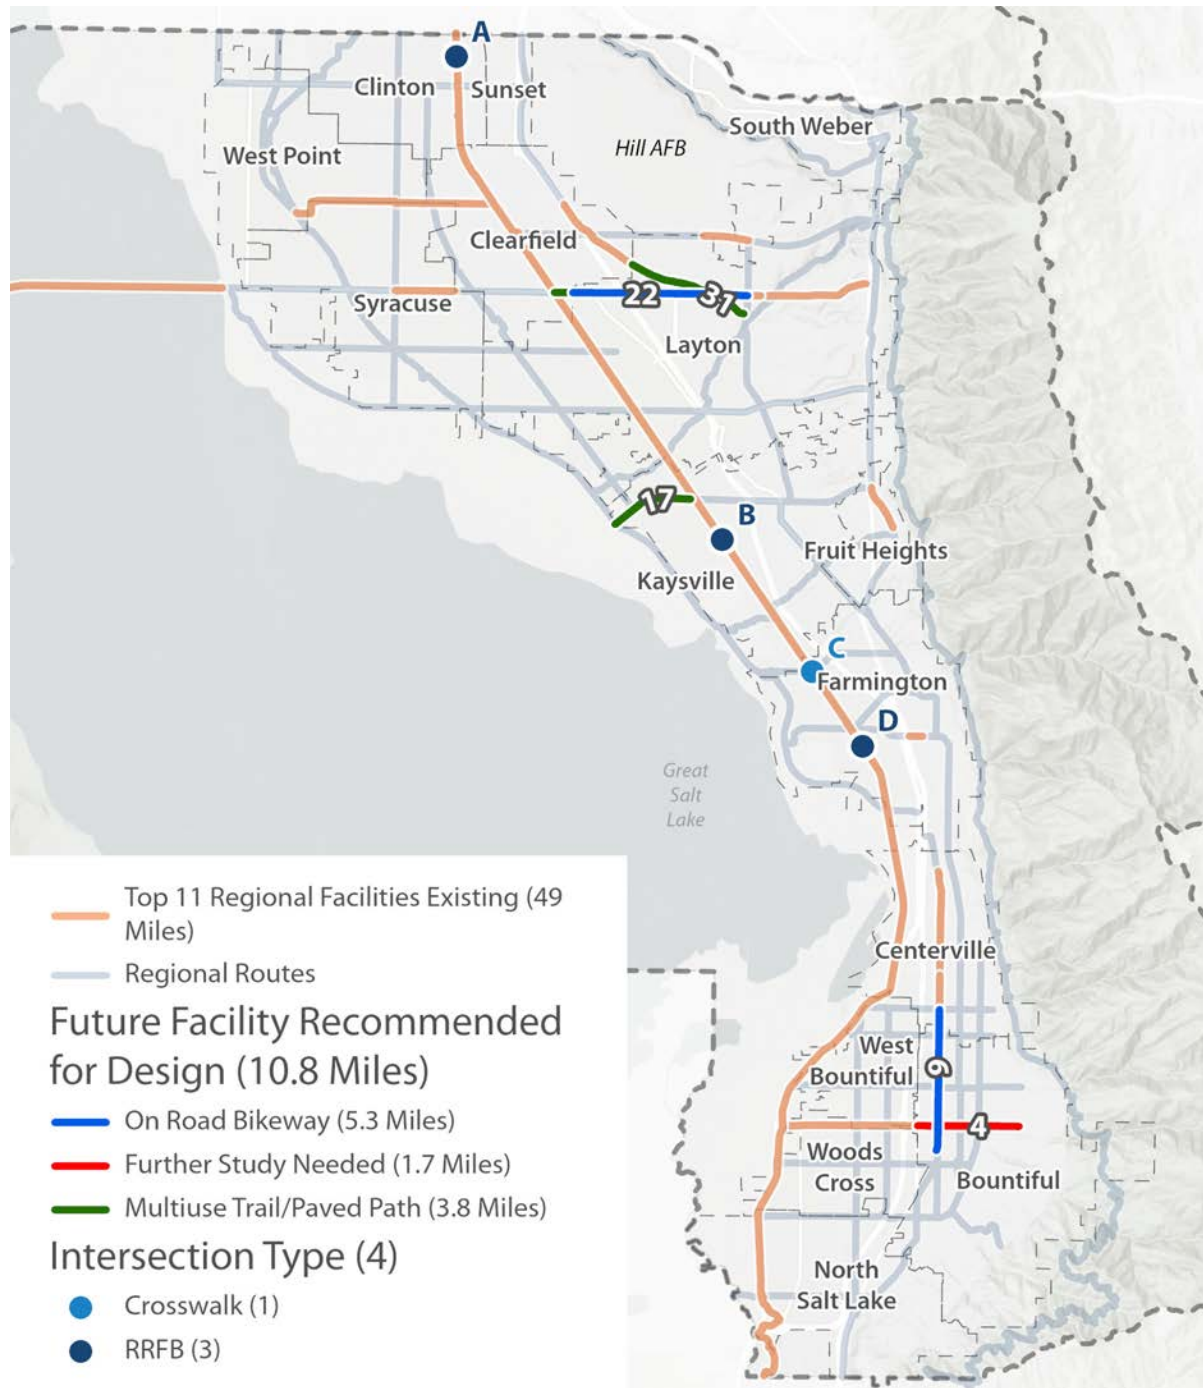 A
Clinton
Sunset
South Weber
Hill AFB
West Point
Clearfield
22
31
Syracuse
Layton
17
B
Fruit Heights
Kaysville
C
Farmington
D
Great
Salt
Lake
Centerville
West
Bountiful
9
4
Woods
Cross
Bountiful
North
Salt Lake
Top 11 Regional Facilities Existing (49
Miles)
Regional Routes
Future Facility Recommended
for Design (10.8 Miles)
On Road Bikeway (5.3 Miles)
Further Study Needed (1.7 Miles)
Multiuse Trail/Paved Path (3.8 Miles)
Intersection Type (4)
Crosswalk (1)
RRFB (3)